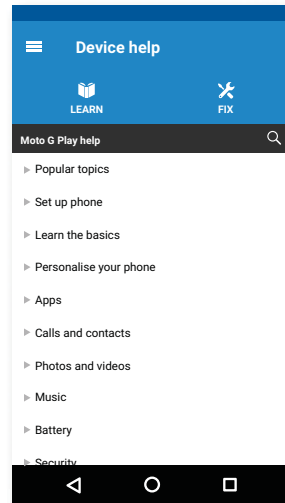 Device help
LEARN
FIX
Moto G Play help
Popular topics
Set up phone
Learn the basics
Personalise your phone
Apps
Calls and contacts
Photos and videos
Music
Battery
Security